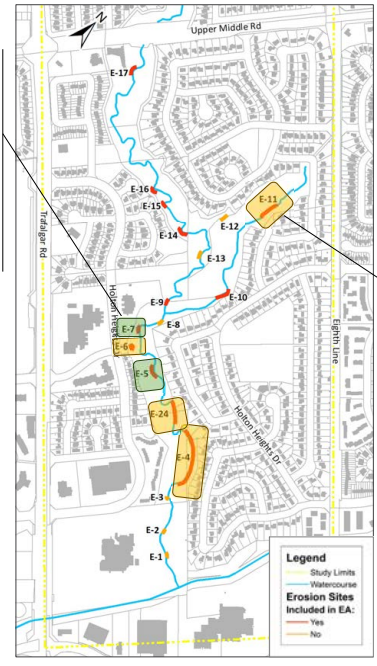 Upper Middle Rd
E-17
E-16
E-15
E-11
E-12
E-14
E-13
Trafalgar Rd
E-9
E-10
Holton Heights
E-7
E-8
Eighth Line
E-6
E-5
E-24
Holton Heights Dr
E-4
E-3
E-2
E-1
Legend
Study Limits
Watercourse
Erosion Sites
Included in EA:
Yes
No